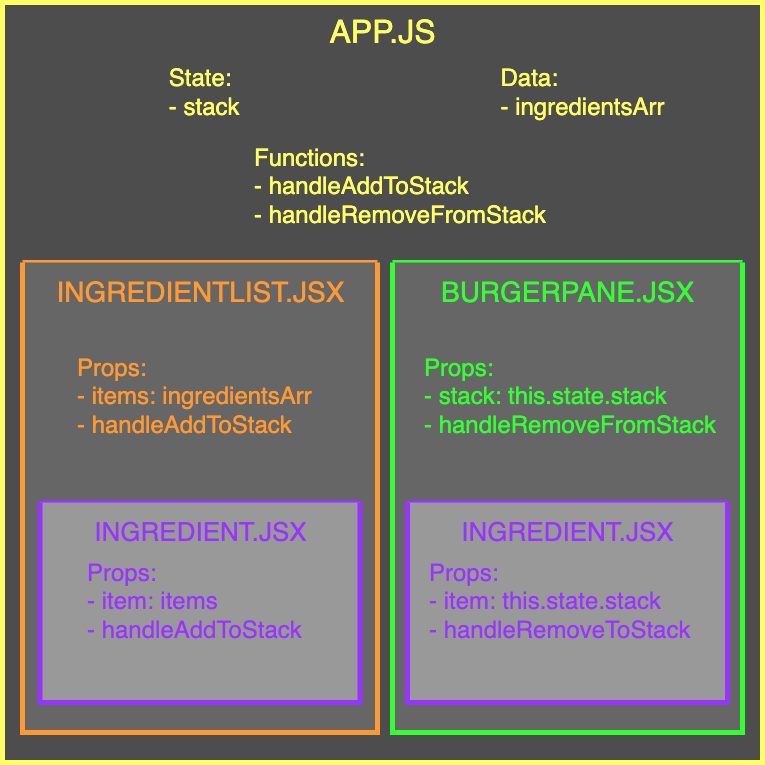 APP.JS
State:
- stack
Data:
- ingredientsArr
Functions:
- handleAddToStack
- handleRemoveFromStack
INGREDIENTLIST.JSX
Props:
- items: ingredientsArr
- handleAddToStack
INGREDIENT.JSX
Props:
- item: items
- handleAddToStack
BURGERPANE.JSX
Props:
- stack: this.state.stack
- handleRemoveFromStack
INGREDIENT.JSX
Props:
- item: this.state.stack
- handleRemoveToStack